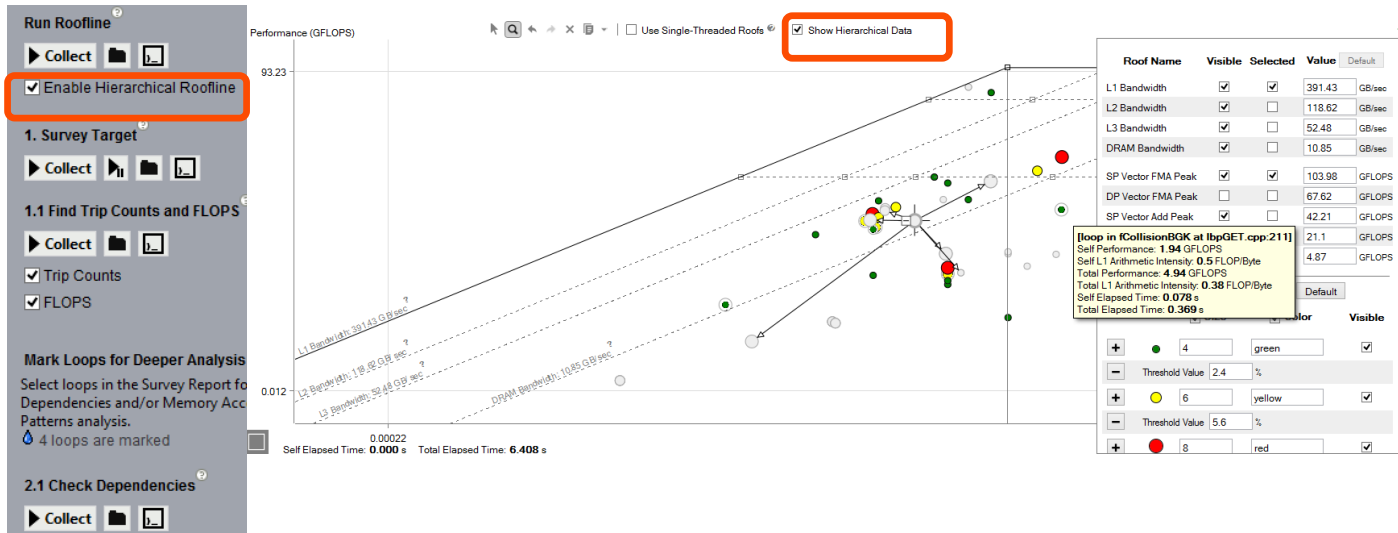 Run Roofline
?
Collect
Enable Hierarchical Roofline
1. Survey Target
?
Collect
1.1 Find Trip Counts and FLOPS
Collect
Trip Counts
FLOPS
Mark Loops for Deeper Analysis
Select loops in the Survey Report fo
Dependencies and/or Memory Acc
Patterns analysis.
4 loops are marked
2.1 Check Dependencies
?
Collect
Performance (GFLOPS)
Use Single-Threaded Roofs
Show Hierarchical Data
93.23
0.012
0.00022
L1 Bandwidth: 391.43 GB/sec
?
L2 Bandwidth: 118.62 GB/sec
?
L3 Bandwidth: 52.48 GB/sec
?
DRAM Bandwidth: 10.85 GB/sec
?
Self Elapsed Time: 0.000 s Total Elapsed Time: 6.408 s
Roof Name Visible Selected Value Default
L1 Bandwidth 391.43 GB/sec
L2 Bandwidth 118.62 GB/sec
L3 Bandwidth 52.48 GB/sec
DRAM Bandwidth 10.85 GB/sec
SP Vector FMA Peak 103.98 GFLOPS
DP Vector FMA Peak 67.62 GFLOPS
SP Vector Add Peak 42.21 GFLOPS
21.1 GFLOPS
4.87 GFLOPS
[loop in fCollisionBGK at lbpGET.cpp:211]
Self Performance: 1.94 GFLOPS
Self L1 Arithmetic Intensity: 0.5 FLOP/Byte
Total Performance: 4.94 GFLOPS
Total L1 Arithmetic Intensity: 0.38 FLOP/Byte
Self Elapsed Time: 0.078 s
Total Elapsed Time: 0.369 s
Default
Visible
4 green
Threshold Value 2.4 %
6 yellow
Threshold Value 5.6 %
8 red